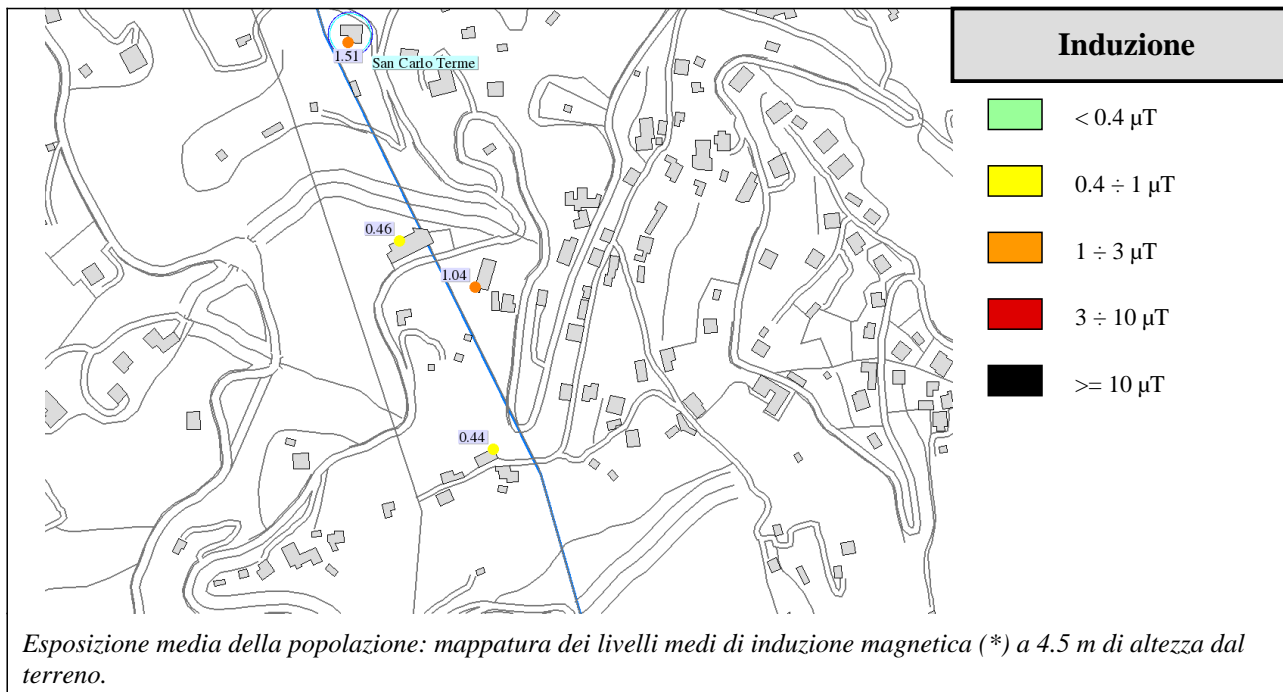 Induzione
1.51
San Carlo Terme
< 0.4 µT
0.4 ÷ 1 µT
0.46
1 ÷ 3 µT
1.04
3 ÷ 10 µT
>= 10 µT
0.44
Esposizione media della popolazione: mappatura dei livelli medi di induzione magnetica (*) a 4.5 m di altezza dal
terreno.